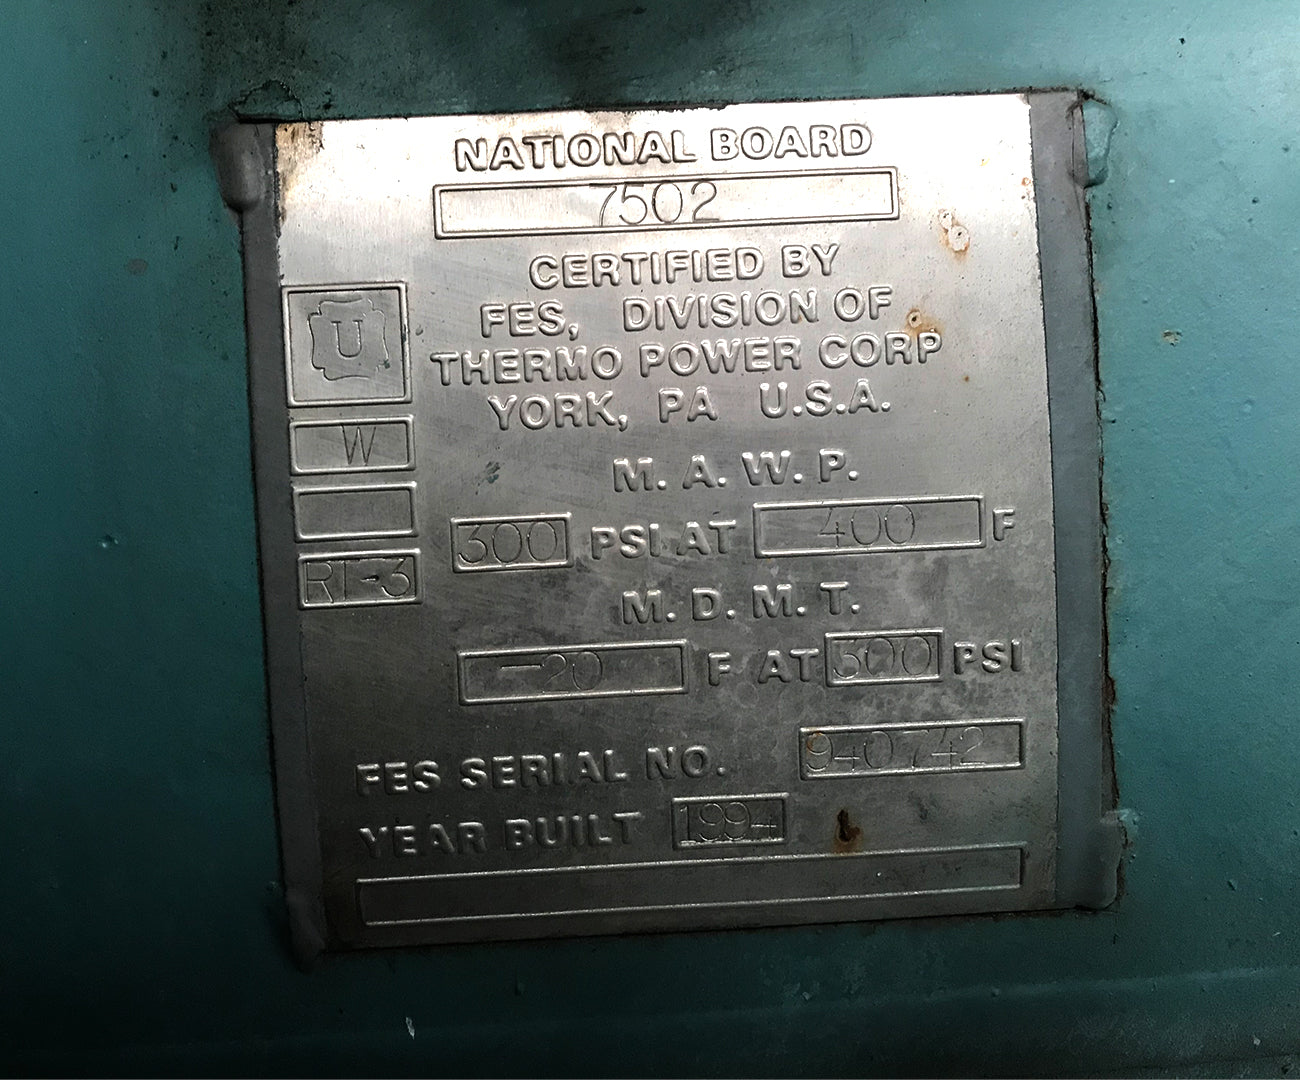 NATIONAL BOARD
7502
CERTIFIED BY
FES, DIVISION OF
THERMO POWER CORP
YORK, PA U.S.A.
U
W
RT-3
M. A. W. P.
300 PSI AT 400 F
M. D. M. T.
-20 F AT 300 PSI
FES SERIAL NO. 940742
YEAR BUILT 1994